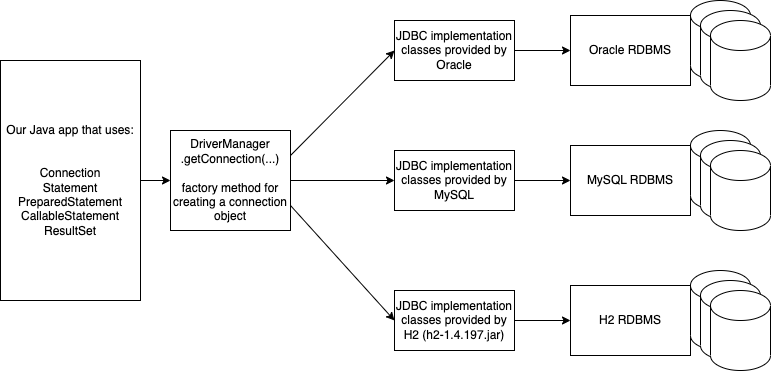 Our Java app that uses:
Connection
Statement
PreparedStatement
CallableStatement
ResultSet
DriverManager
.getConnection(...)
factory method for
creating a connection
object
JDBC implementation
classes provided by
Oracle
Oracle RDBMS
JDBC implementation
classes provided by
MySQL
MySQL RDBMS
JDBC implementation
classes provided by
H2 (h2-1.4.197.jar)
H2 RDBMS